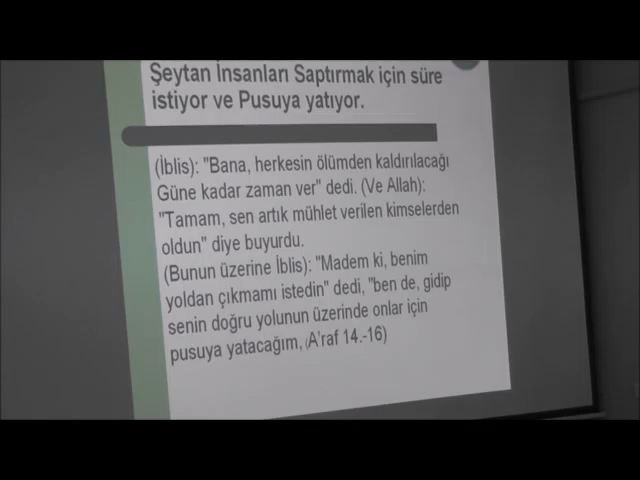 Şeytan İnsanları Saptırmak için süre
istiyor ve Pusuya yatıyor.
(İblis): "Bana, herkesin ölümden kaldırılacağı
Güne kadar zaman ver" dedi. (Ve Allah):
"Tamam, sen artık mühlet verilen kimselerden
oldun" diye buyurdu.
(Bunun üzerine İblis): "Madem ki, benim
yoldan çıkmamı istedin" dedi, "ben de, gidip
senin doğru yolunun üzerinde onlar için
pusuya yatacağım, (A'raf 14.-16)